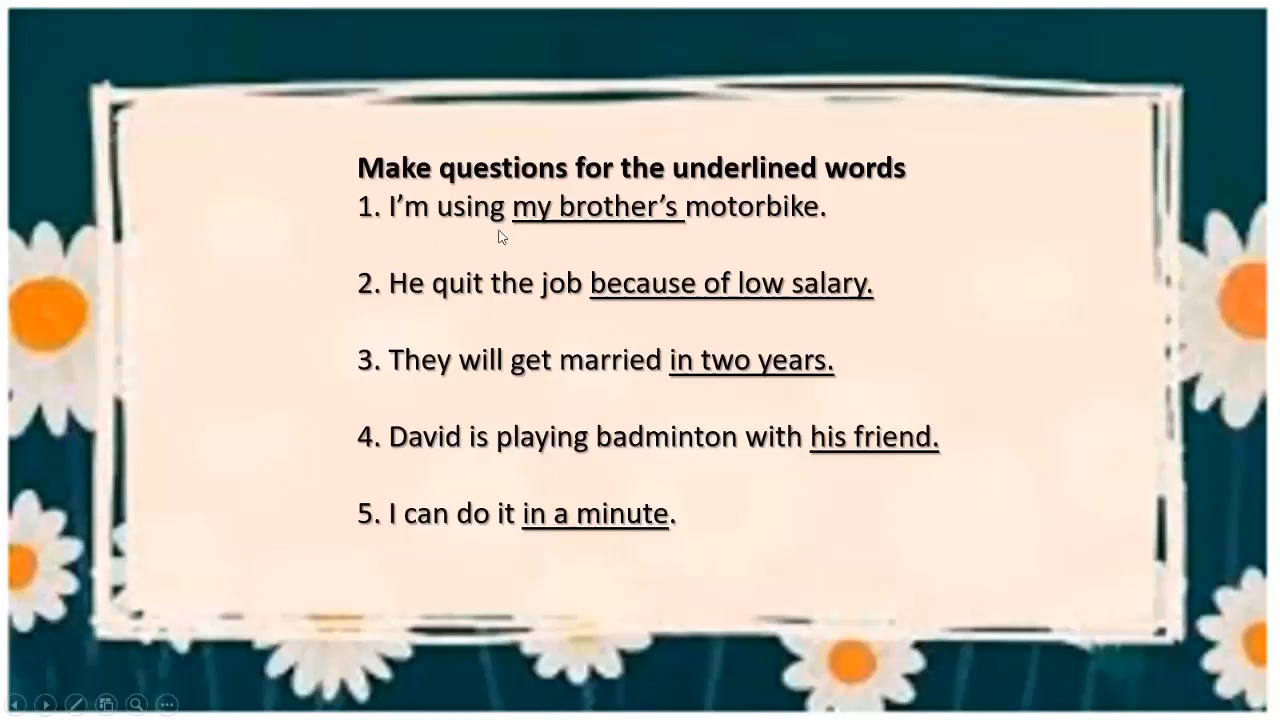 Make questions for the underlined words
1. I’m using my brother’s motorbike.
2. He quit the job because of low salary.
3. They will get married in two years.
4. David is playing badminton with his friend.
5. I can do it in a minute.